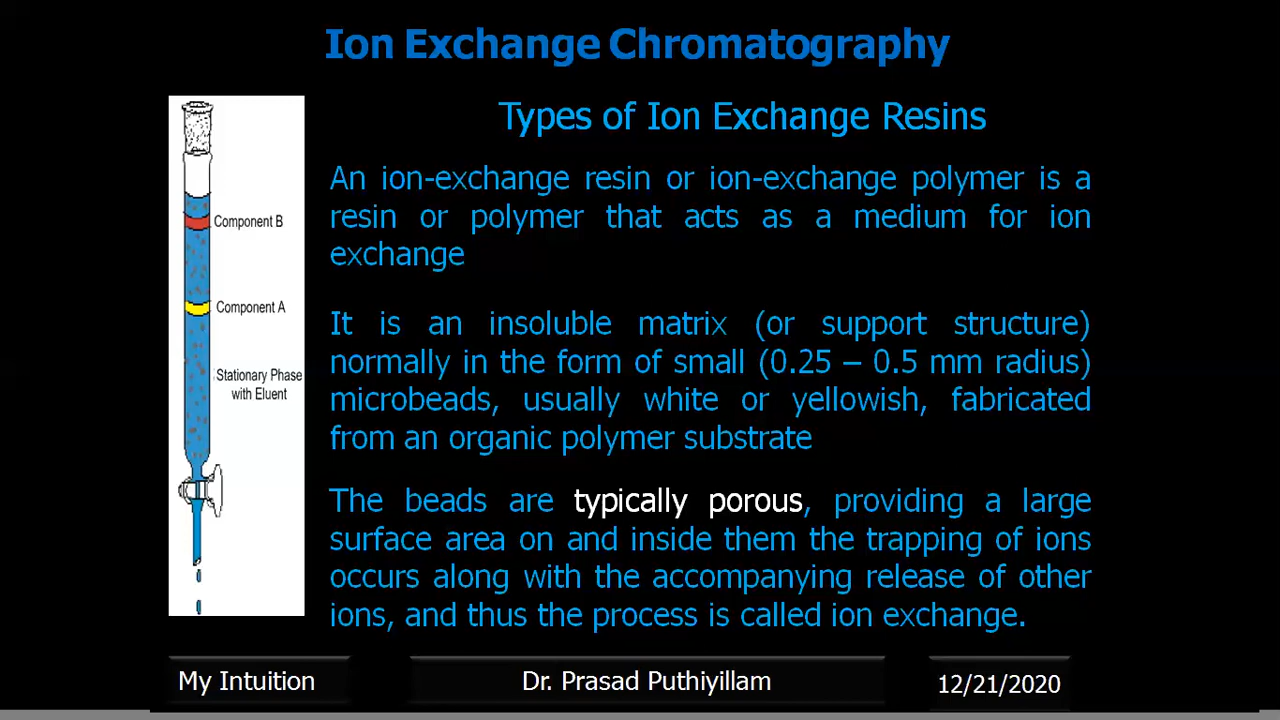 Ion Exchange Chromatography
Types of Ion Exchange Resins
An ion-exchange resin or ion-exchange polymer is a
resin or polymer that acts as a medium for ion
exchange
It is an insoluble matrix (or support structure)
normally in the form of small (0.25 – 0.5 mm radius)
microbeads, usually white or yellowish, fabricated
from an organic polymer substrate
The beads are typically porous, providing a large
surface area on and inside them the trapping of ions
occurs along with the accompanying release of other
ions, and thus the process is called ion exchange.
Component B
Component A
Stationary Phase
with Eluent
My Intuition
Dr. Prasad Puthiyillam
12/21/2020